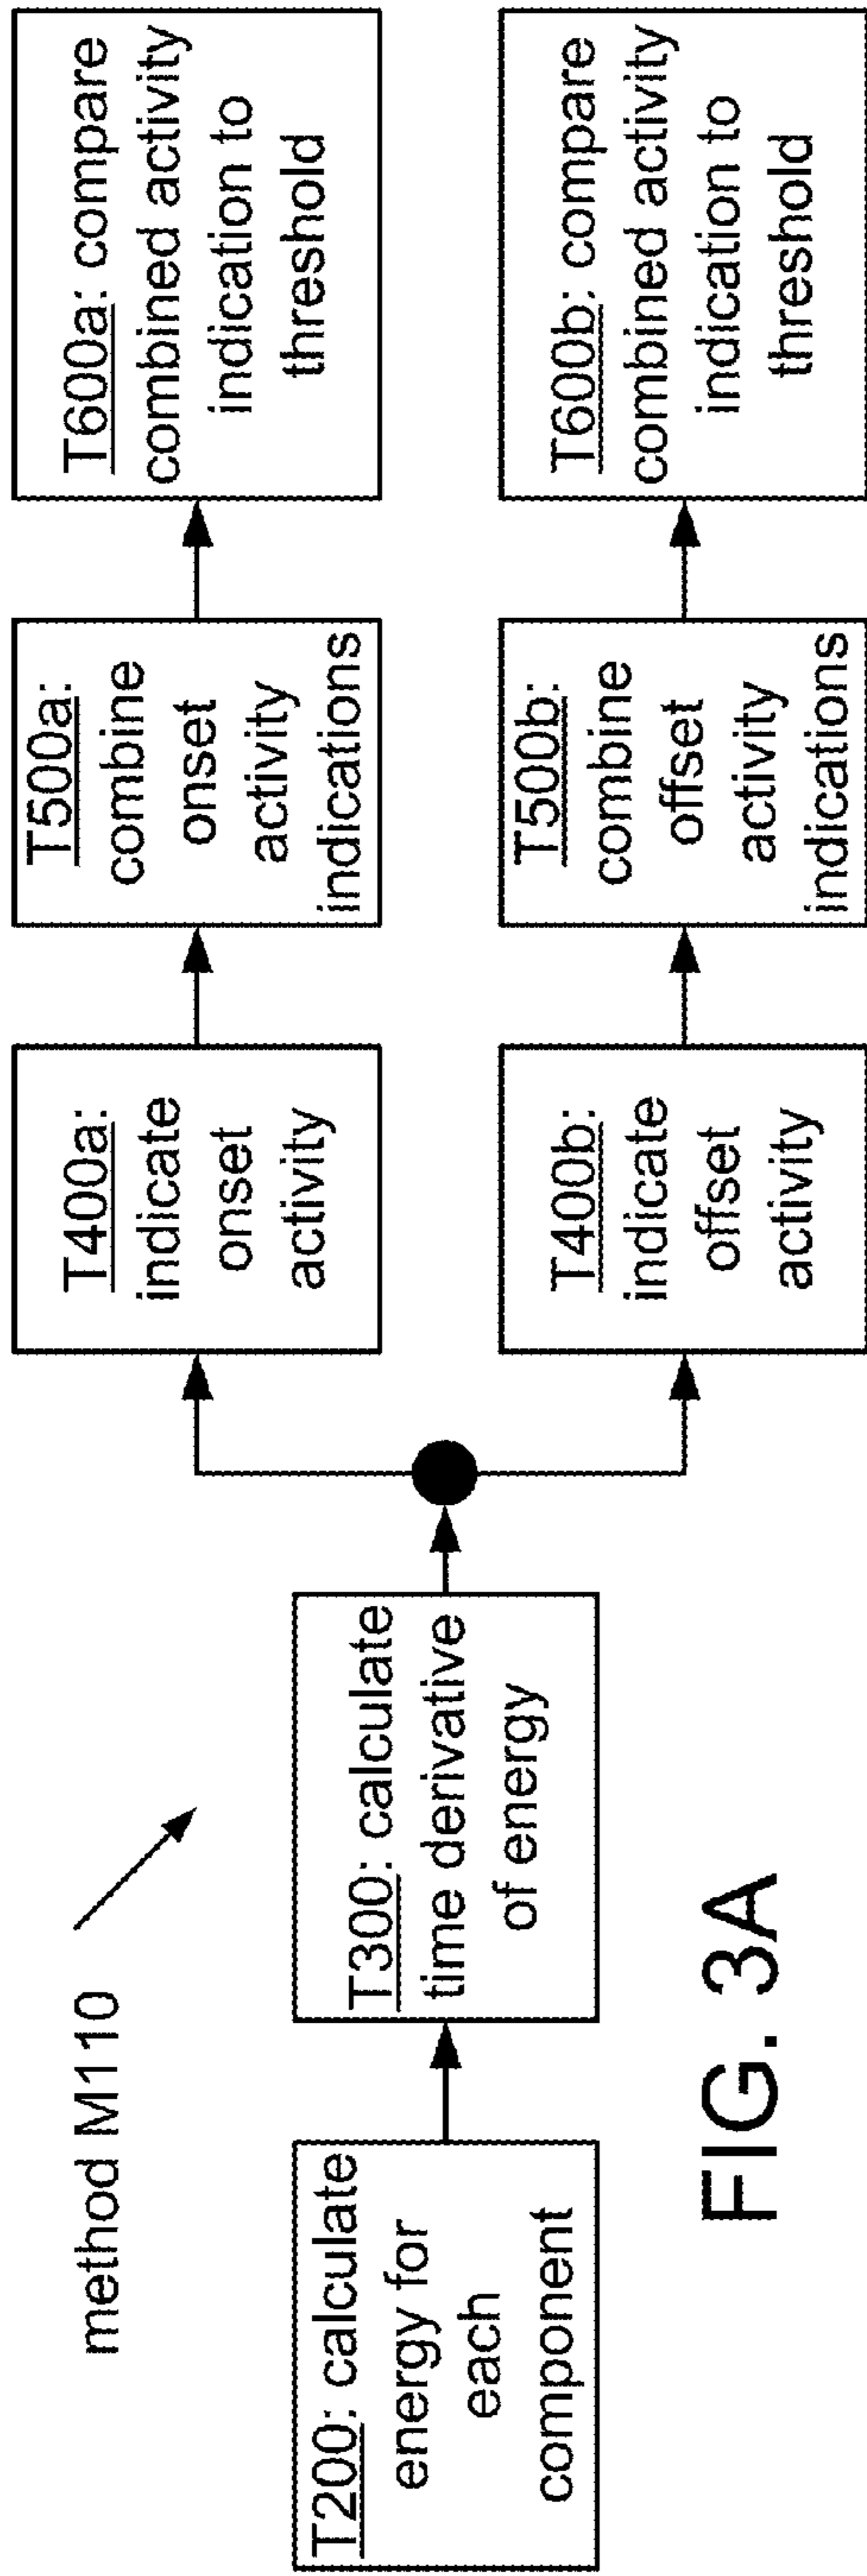 method M110
T200: calculate
energy for
each
component
T300: calculate
time derivative
of energy
T400a:
indicate
onset
activity
T500a:
combine
onset
activity
indications
T600a: compare
combined activity
indication to
threshold
T400b:
indicate
offset
activity
T500b:
combine
offset
activity
indications
T600b: compare
combined activity
indication to
threshold
FIG. 3A